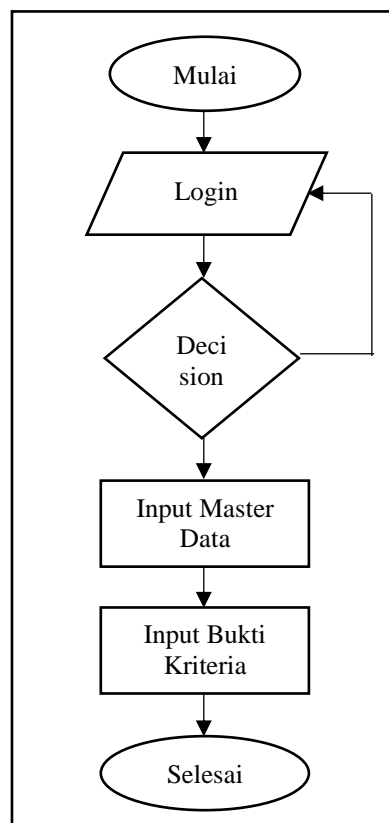 Mulai
Login
Deci
sion
Input Master
Data
Input Bukti
Kriteria
Selesai